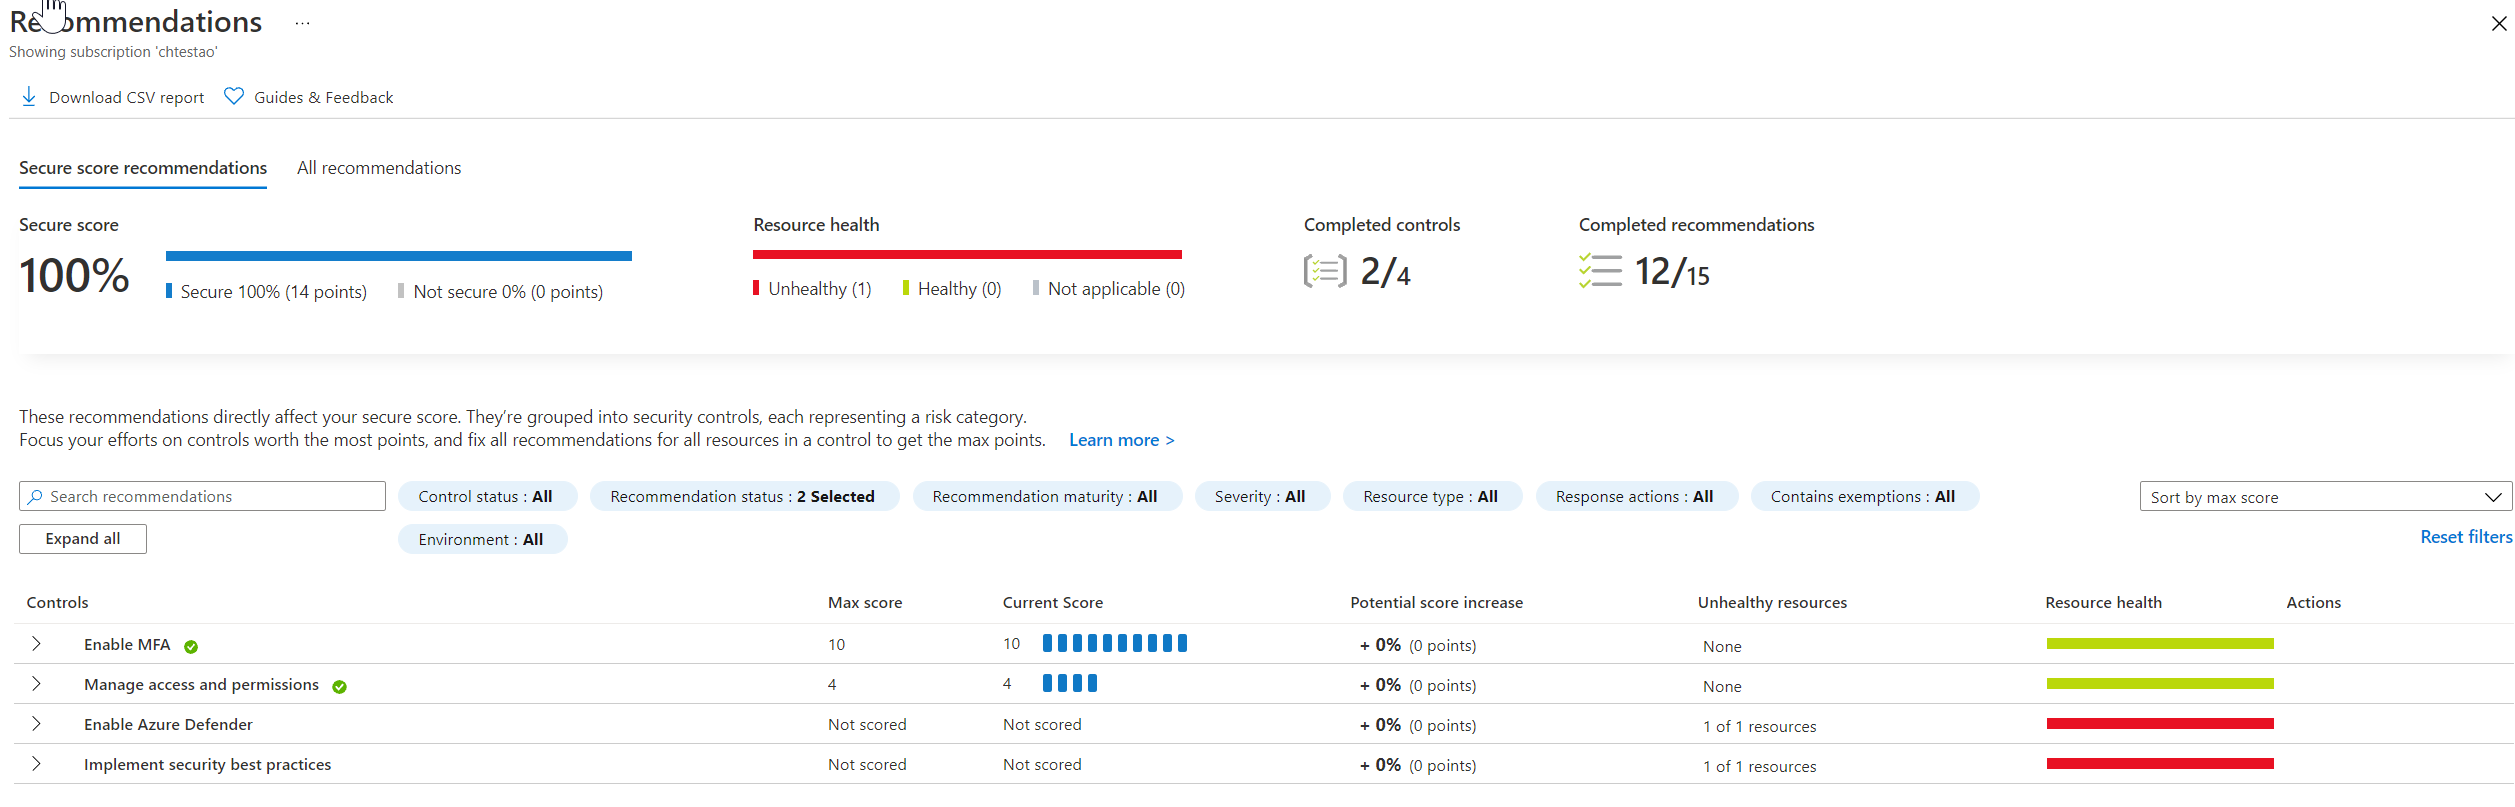 Recommendations ...
Showing subscription 'chtestao'
Download CSV report Guides & Feedback
Secure score recommendations All recommendations
Secure score Resource health Completed controls Completed recommendations
100% 2/4 12/15
Secure 100% (14 points) Not secure 0% (0 points) Unhealthy (1) Healthy (0) Not applicable (0)
These recommendations directly affect your secure score. They're grouped into security controls, each representing a risk category.
Focus your efforts on controls worth the most points, and fix all recommendations for all resources in a control to get the max points. Learn more >
Search recommendations Control status : All Recommendation status : 2 Selected Recommendation maturity : All Severity : All Resource type : All Response actions : All Contains exemptions : All Sort by max score
Expand all Environment : All Reset filters
Controls Max score Current Score Potential score increase Unhealthy resources Resource health Actions
Enable MFA 10 10 + 0% (0 points) None
Manage access and permissions 4 4 + 0% (0 points) None
Enable Azure Defender Not scored Not scored + 0% (0 points) 1 of 1 resources
Implement security best practices Not scored Not scored + 0% (0 points) 1 of 1 resources